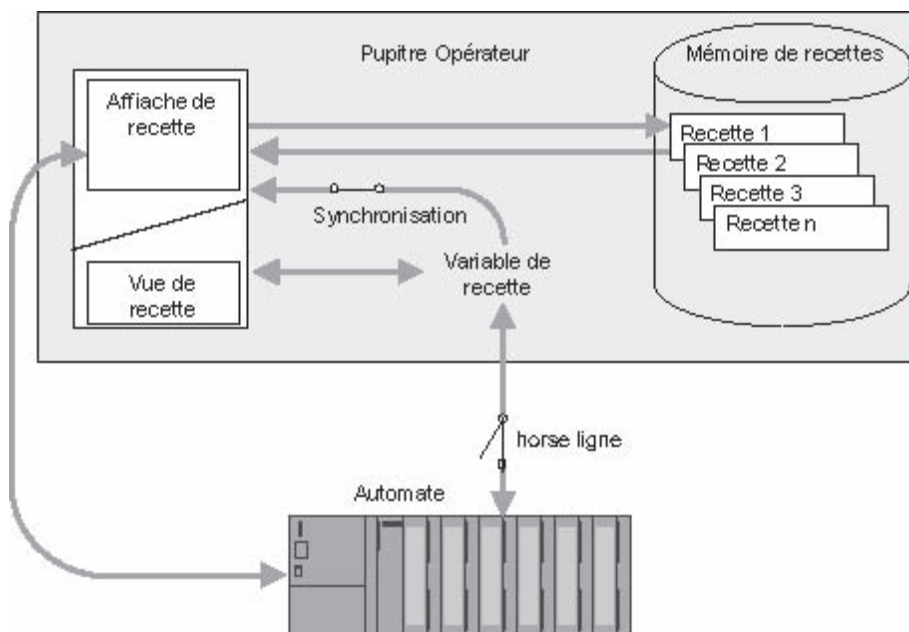 Pupitre Opérateur
Mémoire de recettes
Affiache de
recette
Recette 1
Recette 2
Recette 3
Recette n
Synchronisation
Variable de
recette
Vue de
recette
horse ligne
Automate